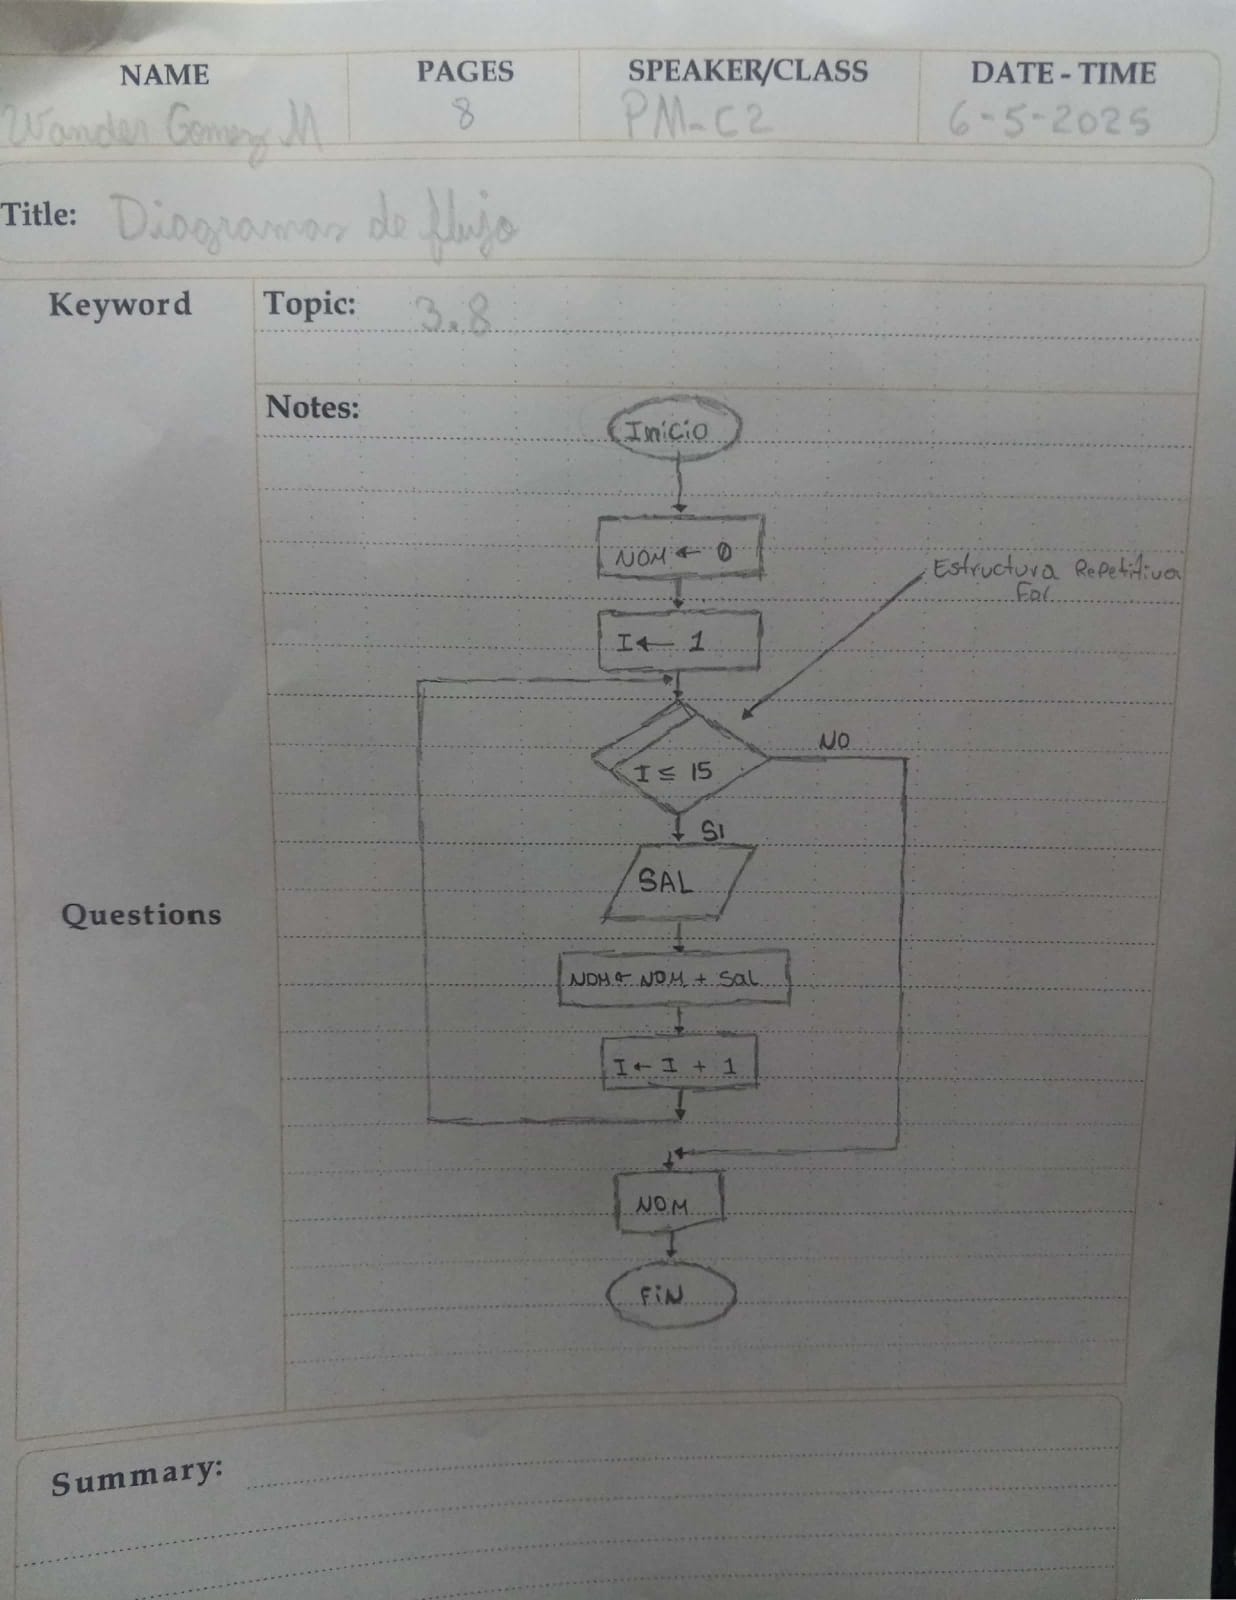 NAME PAGES SPEAKER/CLASS DATE - TIME
Wander Gomez M 8 PM-C2 6-5-2025
Title: Diagramas de flujo
Keyword Topic: 3.8
Notes:
Inicio
NOM ← 0
Estructura Repetitiva
For
I ← 1
NO
I ≤ 15
SI
SAL
Questions
NOM ← NOM + Sal
I ← I + 1
NOM
FiN
Summary: